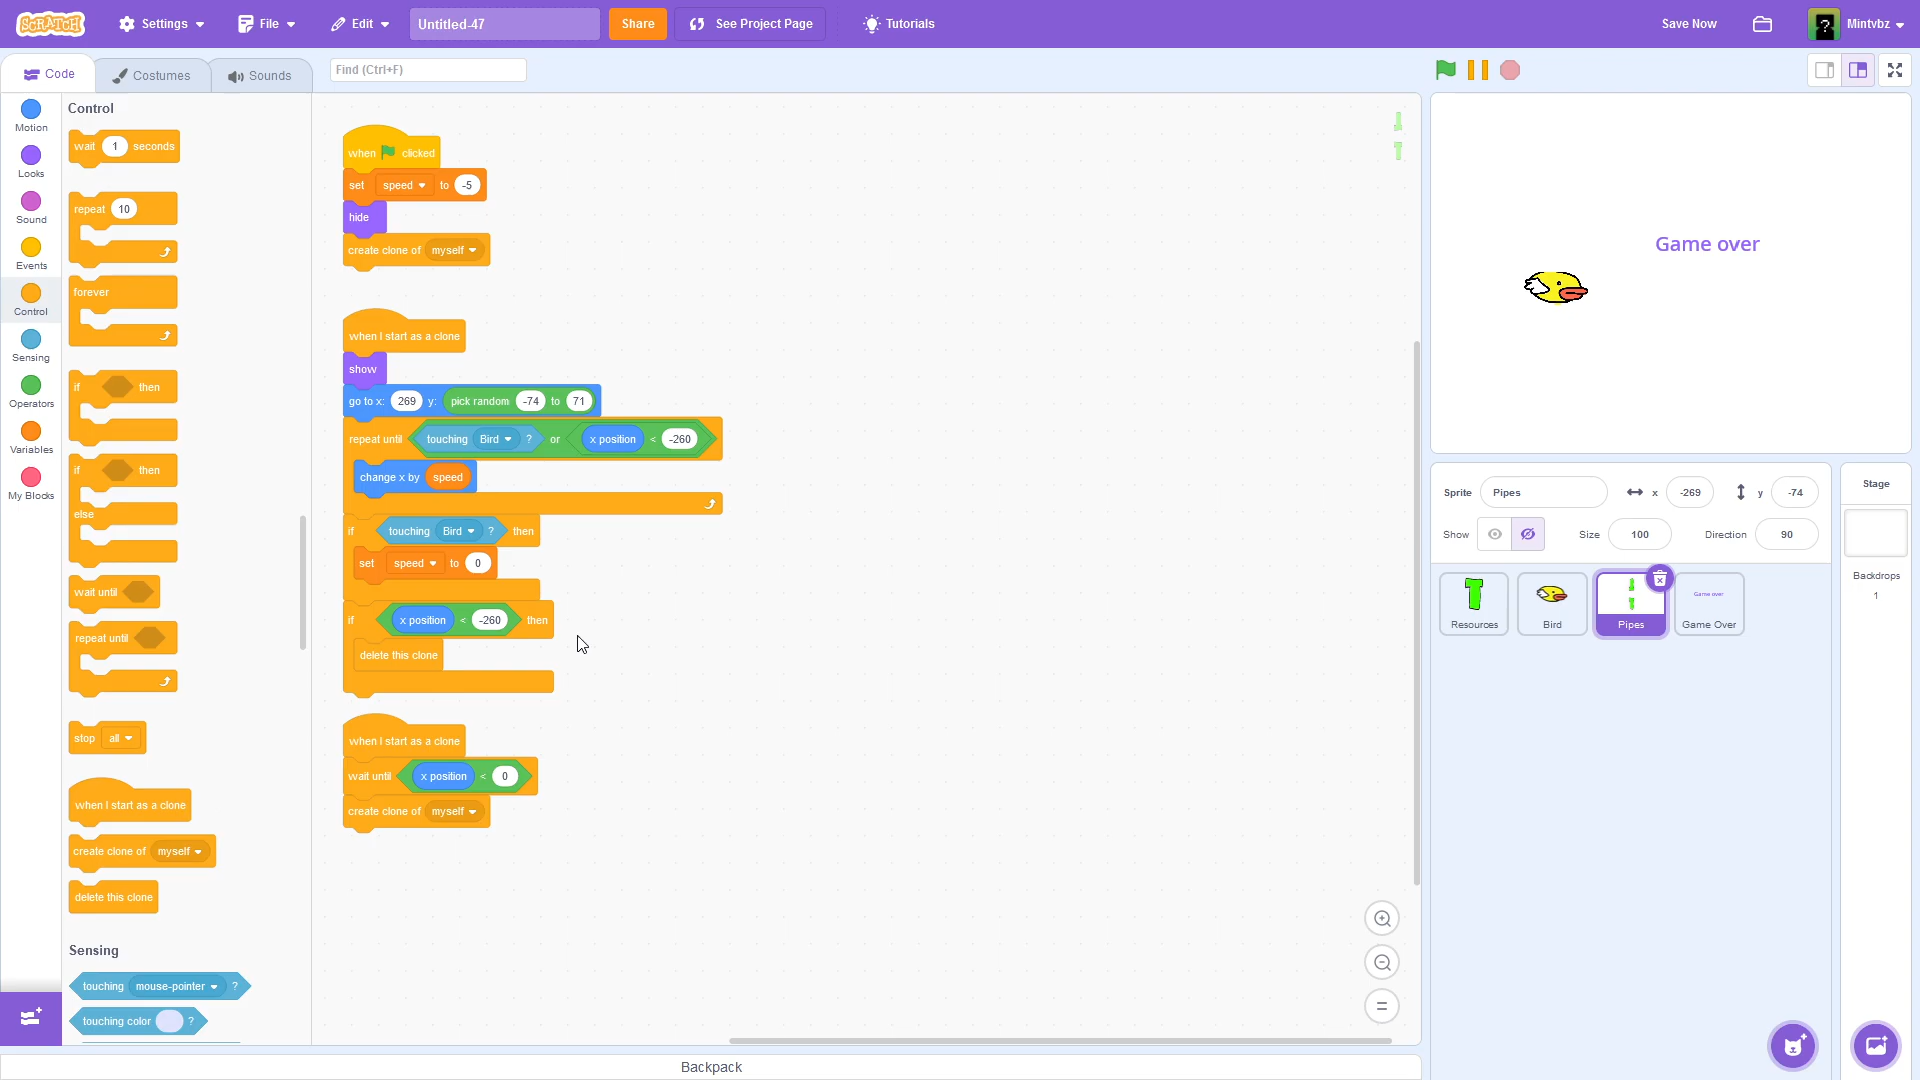 SCRATCH
Settings
File
Edit
Untitled-47
Share
See Project Page
Tutorials
Save Now
?
Mintvbz
Code
Costumes
Sounds
Find (Ctrl+F)
Motion
Looks
Sound
Events
Control
Sensing
Operators
Variables
My Blocks
Control
wait 1 seconds
repeat 10
forever
if then
if then
else
wait until
repeat until
stop all
when I start as a clone
create clone of myself
delete this clone
Sensing
touching mouse-pointer ?
touching color ?
when clicked
set speed to -5
hide
create clone of myself
when I start as a clone
show
go to x: 269 y: pick random -74 to 71
repeat until touching Bird ? or x position < -260
change x by speed
if touching Bird ? then
set speed to 0
if x position < -260 then
delete this clone
when I start as a clone
wait until x position < 0
create clone of myself
Backpack
Game over
Sprite Pipes x -269 y -74
Show Size 100 Direction 90
Resources
Bird
Pipes
Game over
Game Over
Stage
Backdrops
1